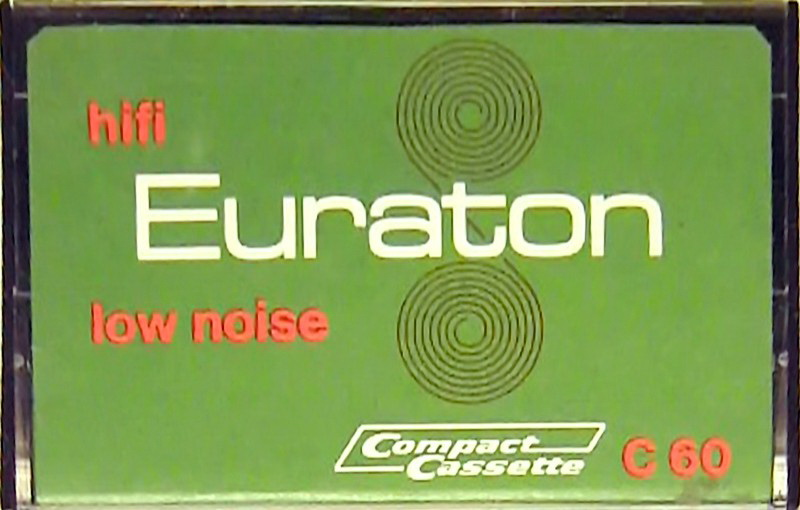 hifi
Euraton
low noise
Compact
Cassette
C 60